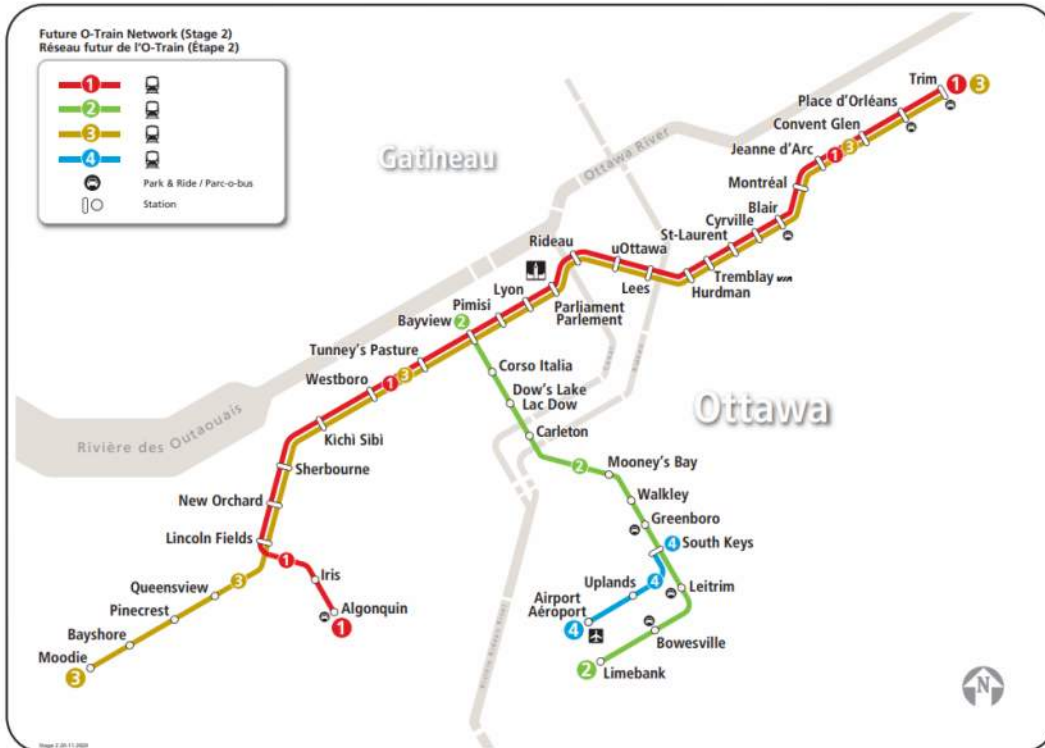 Future O-Train Network (Stage 2)
Réseau futur de l'O-Train (Étape 2)
1
2
3
4
Park & Ride / Parc-o-bus
Station
Gatineau
Ottawa River
Trim 1 3
Place d'Orléans
Convent Glen
Jeanne d'Arc 1 3
Montréal
Blair
Cyrville
St-Laurent
Tremblay VIA
Hurdman
uOttawa
Lees
Rideau
Parliament
Parlement
Lyon
Pimisi
Bayview 2
Tunney's Pasture
Westboro 1 3
Kìchì Sìbì
Sherbourne
New Orchard
Lincoln Fields
1
Iris
Algonquin
1
3
Queensview
Pinecrest
Bayshore
Moodie
3
Rivière des Outaouais
Ottawa
Corso Italia
Dow's Lake
Lac Dow
Carleton
2
Mooney's Bay
Walkley
Greenboro
4 South Keys
4
Uplands
Airport
Aéroport
4
Leitrim
Bowesville
Limebank
2
N